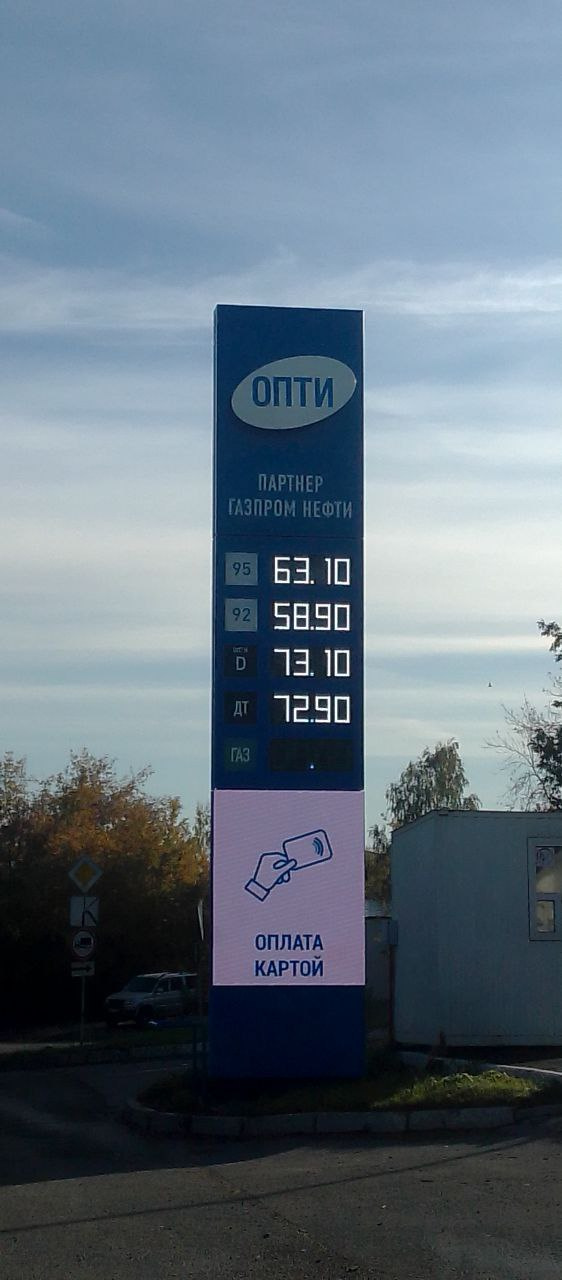 ОПТИ
ПАРТНЕР
ГАЗПРОМ НЕФТИ
95 63.10
92 58.90
ОПТИ
D 73.10
ДТ 72.90
ГАЗ
ОПЛАТА
КАРТОЙ